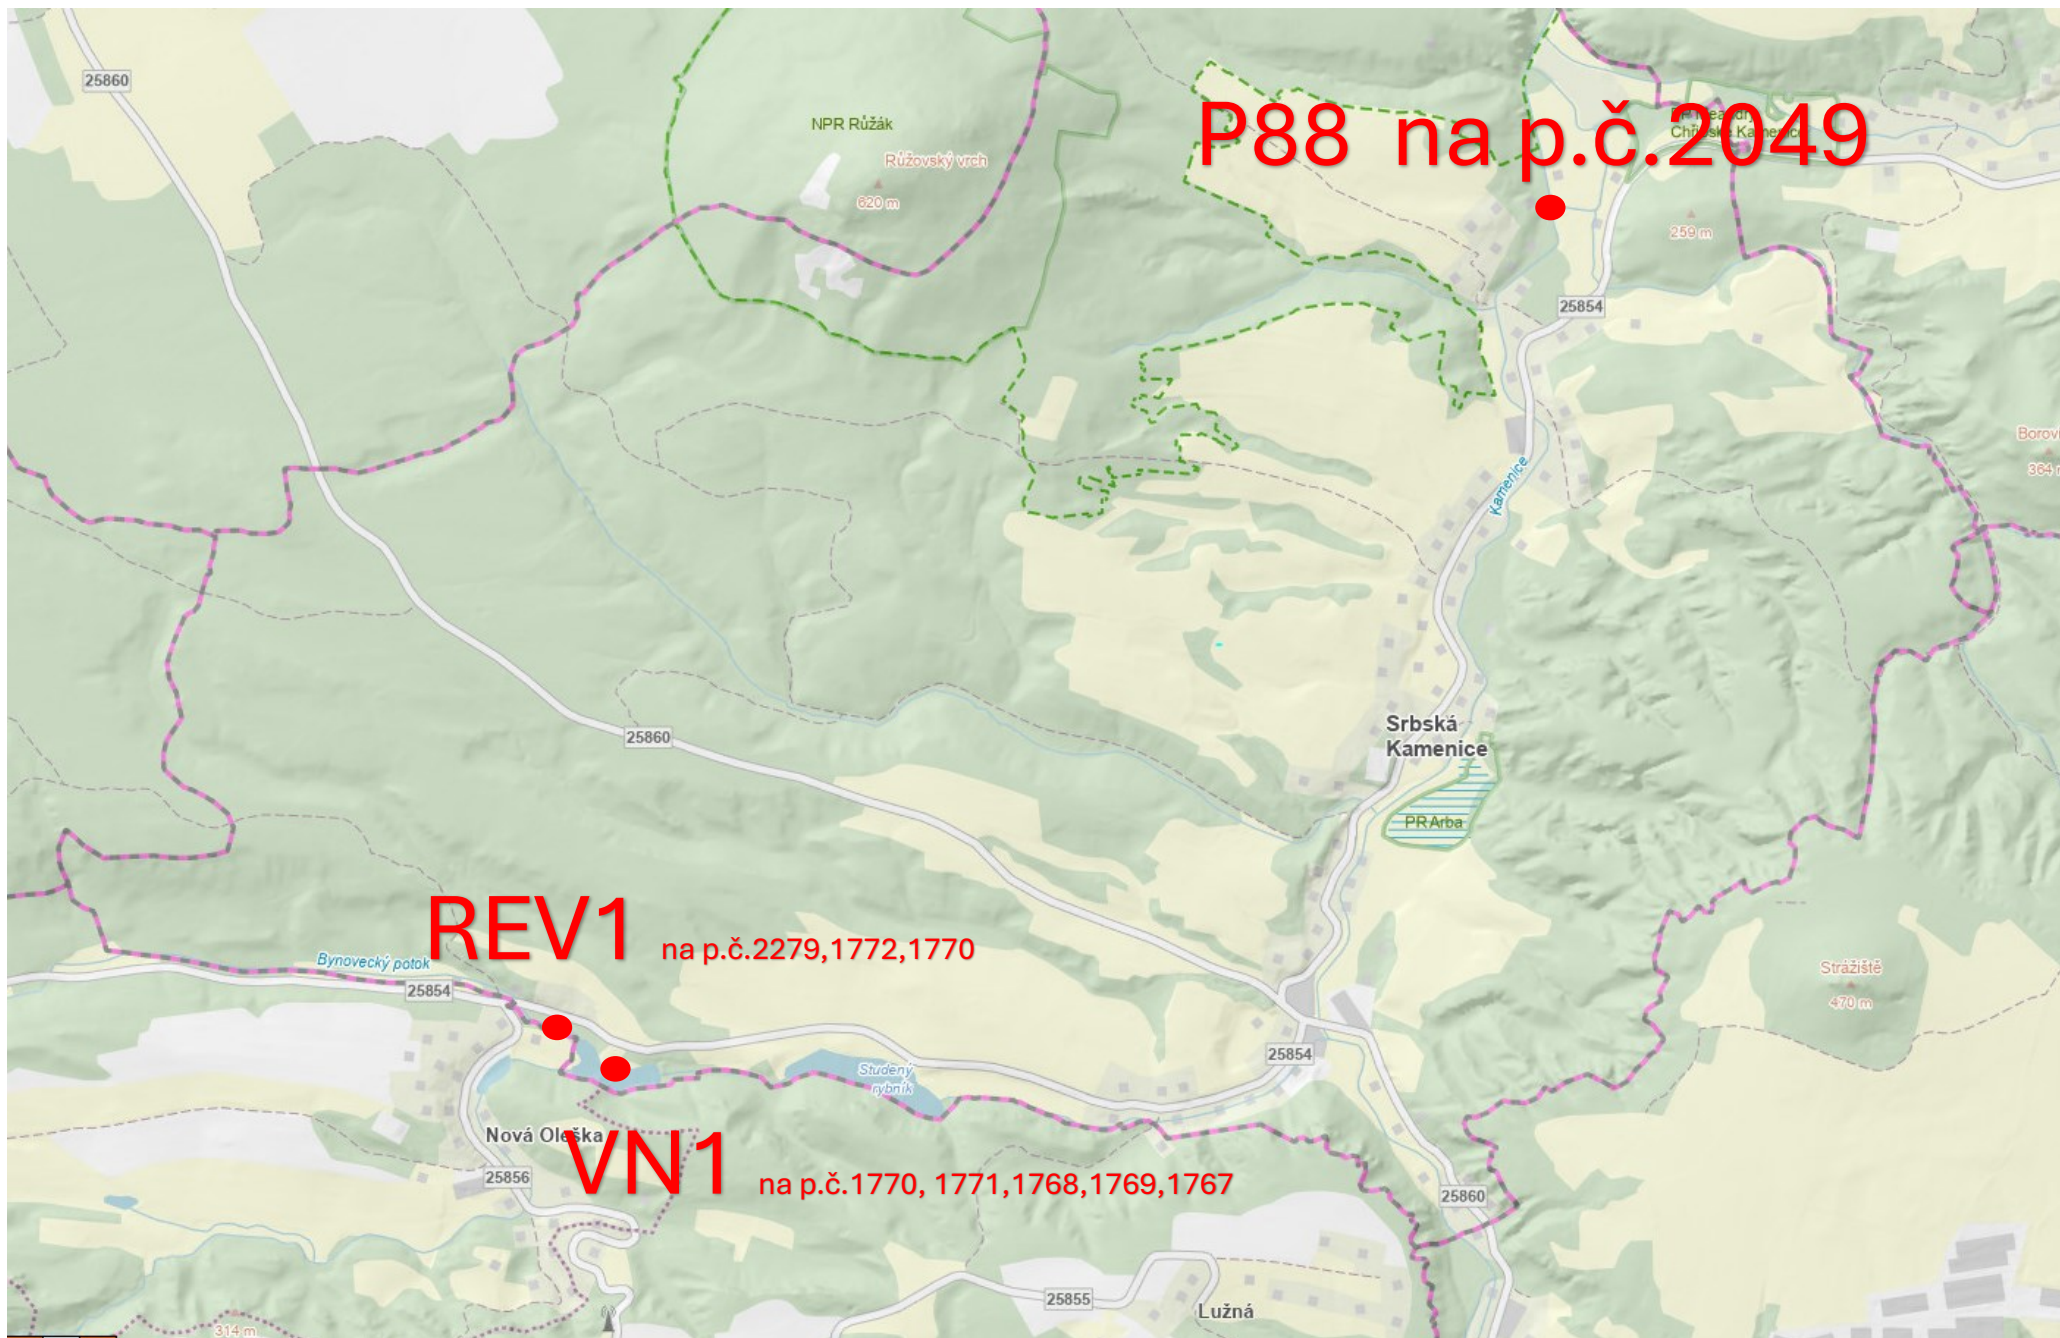 25860
NPR Růžák
Růžovský vrch
620 m
P88 na p.č.2049
Chřibské Kamenice
259 m
25854
Kamenice
364
Srbská
Kamenice
25860
PR Arba
REV1 na p.č.2279,1772,1770
Bynovecký potok
25854
Strážiště
470 m
25854
Studený
rybník
Nová Oleška
VN1 na p.č.1770, 1771,1768,1769,1767
25856
25860
25855
Lužná
314 m